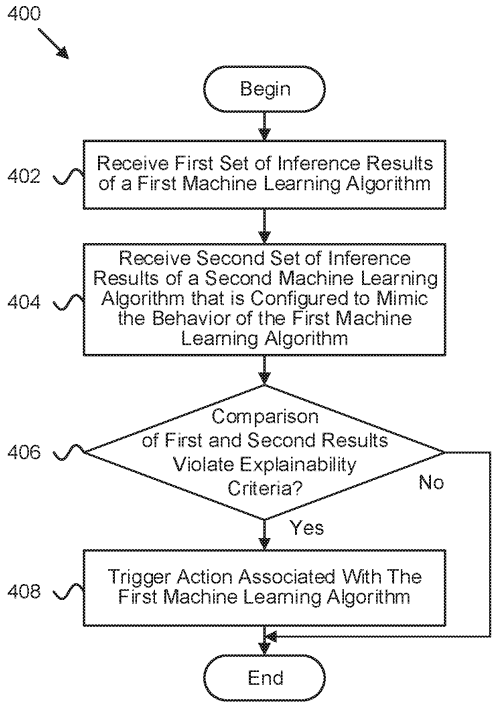 400
Begin
402
Receive First Set of Inference Results
of a First Machine Learning Algorithm
404
Receive Second Set of Inference
Results of a Second Machine Learning
Algorithm that is Configured to Mimic
the Behavior of the First Machine
Learning Algorithm
406
Comparison
of First and Second Results
Violate Explainability
Criteria?
No
Yes
408
Trigger Action Associated With The
First Machine Learning Algorithm
End